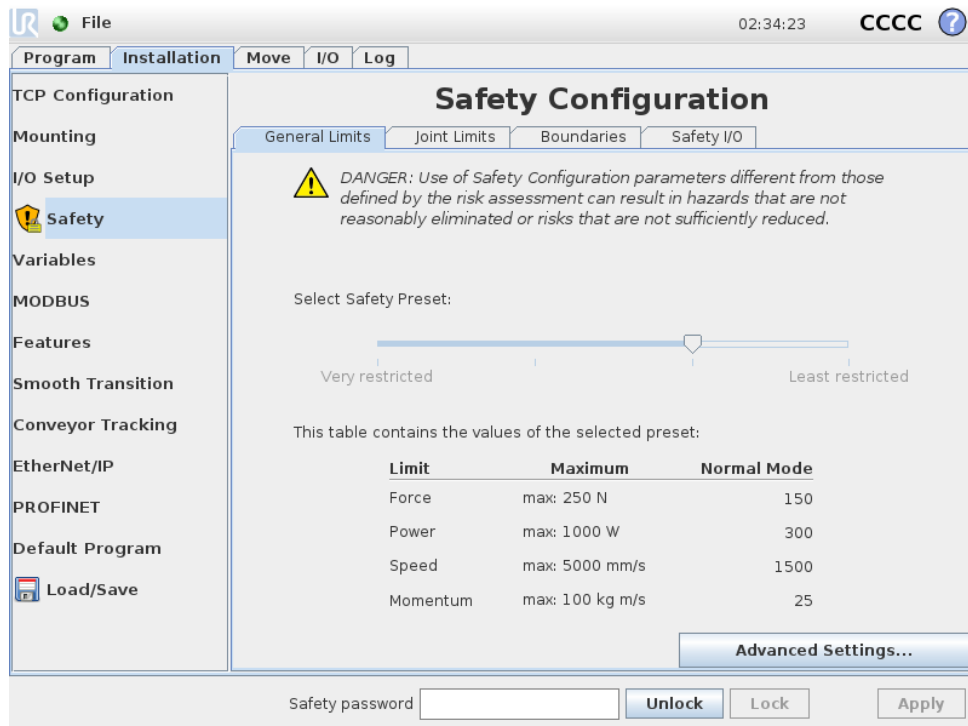 UR File 02:34:23 CCCC ?
Program Installation Move I/O Log
TCP Configuration
Mounting
I/O Setup
Safety
Variables
MODBUS
Features
Smooth Transition
Conveyor Tracking
EtherNet/IP
PROFINET
Default Program
Load/Save
Safety Configuration
General Limits Joint Limits Boundaries Safety I/O
DANGER: Use of Safety Configuration parameters different from those
defined by the risk assessment can result in hazards that are not
reasonably eliminated or risks that are not sufficiently reduced.
Select Safety Preset:
Very restricted Least restricted
This table contains the values of the selected preset:
Limit Maximum Normal Mode
Force max: 250 N 150
Power max: 1000 W 300
Speed max: 5000 mm/s 1500
Momentum max: 100 kg m/s 25
Advanced Settings...
Safety password Unlock Lock Apply